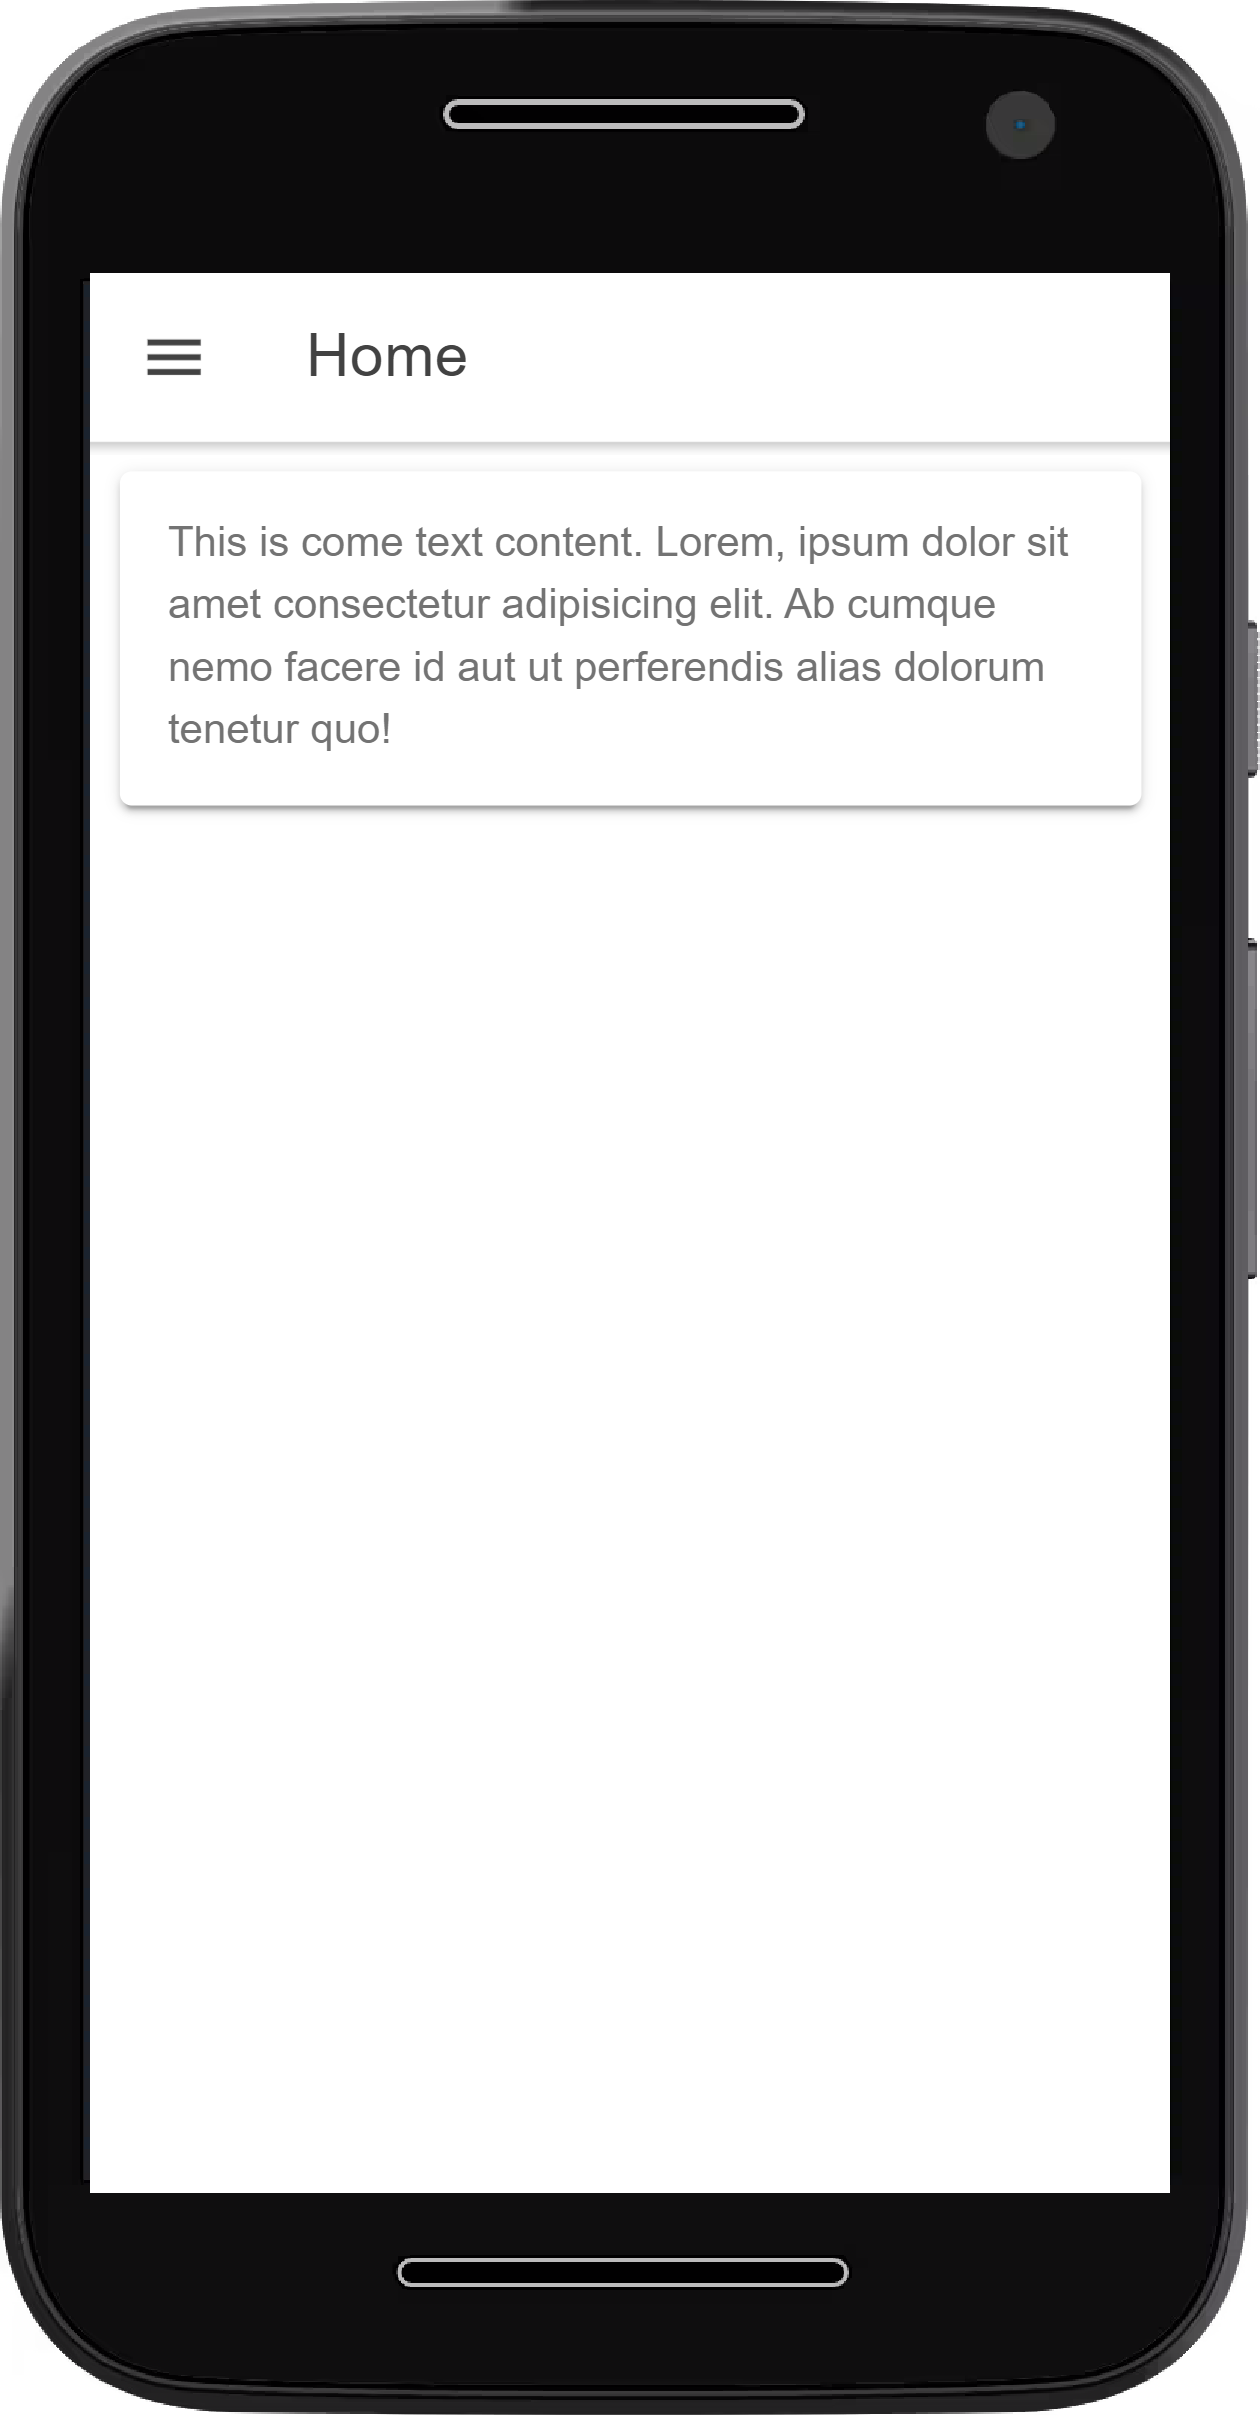 Home
This is come text content. Lorem, ipsum dolor sit
amet consectetur adipisicing elit. Ab cumque
nemo facere id aut ut perferendis alias dolorum
tenetur quo!